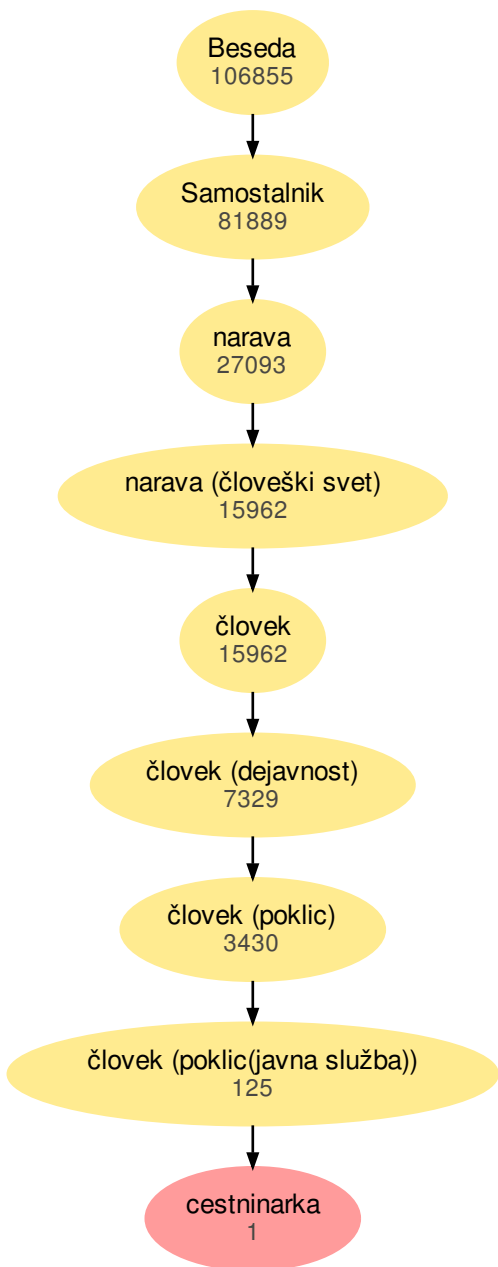 Beseda
106855
Samostalnik
81889
narava
27093
narava (človeški svet)
15962
človek
15962
človek (dejavnost)
7329
človek (poklic)
3430
človek (poklic(javna služba))
125
cestninarka
1